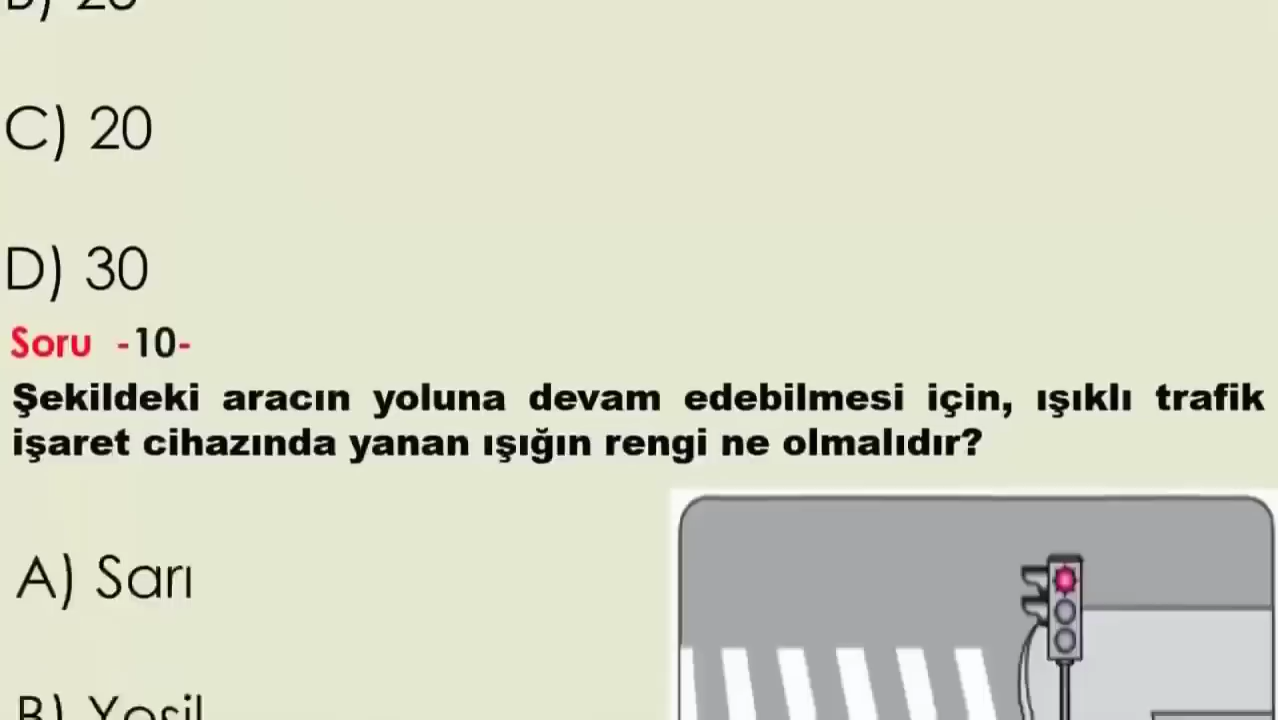 C) 20
D) 30
Soru -10-
Şekildeki aracın yoluna devam edebilmesi için, ışıklı trafik
işaret cihazında yanan ışığın rengi ne olmalıdır?
A) Sarı
B) Yeşil